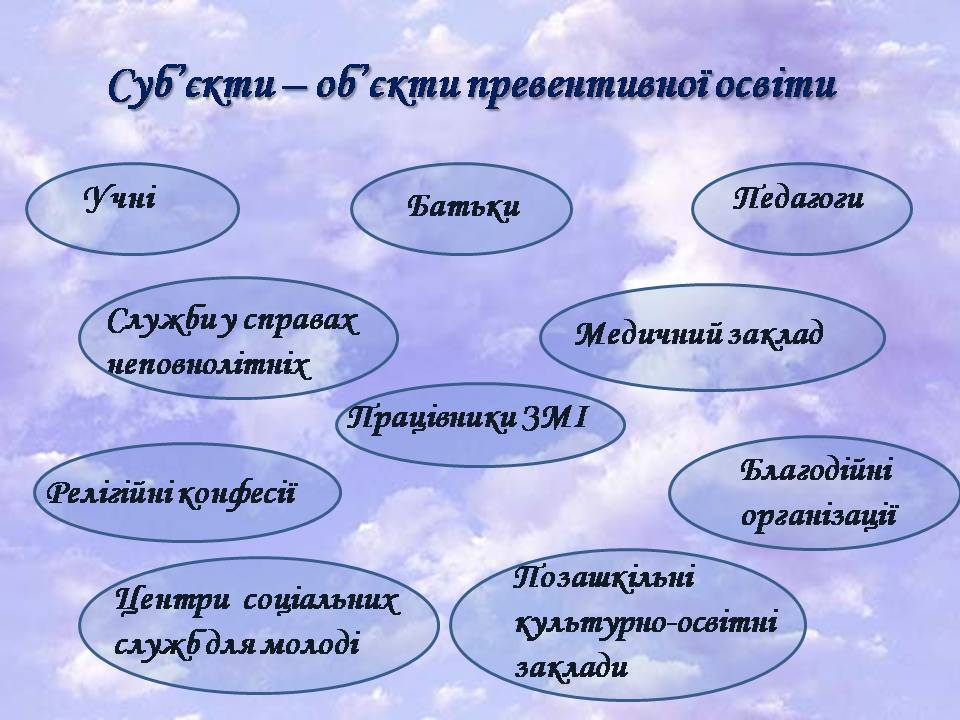 Суб’єкти – об’єкти превентивної освіти
Учні
Батьки
Педагоги
Служби у справах
неповнолітніх
Медичний заклад
Працівники ЗМІ
Релігійні конфесії
Благодійні
організації
Центри соціальних
служб для молоді
Позашкільні
культурно-освітні
заклади